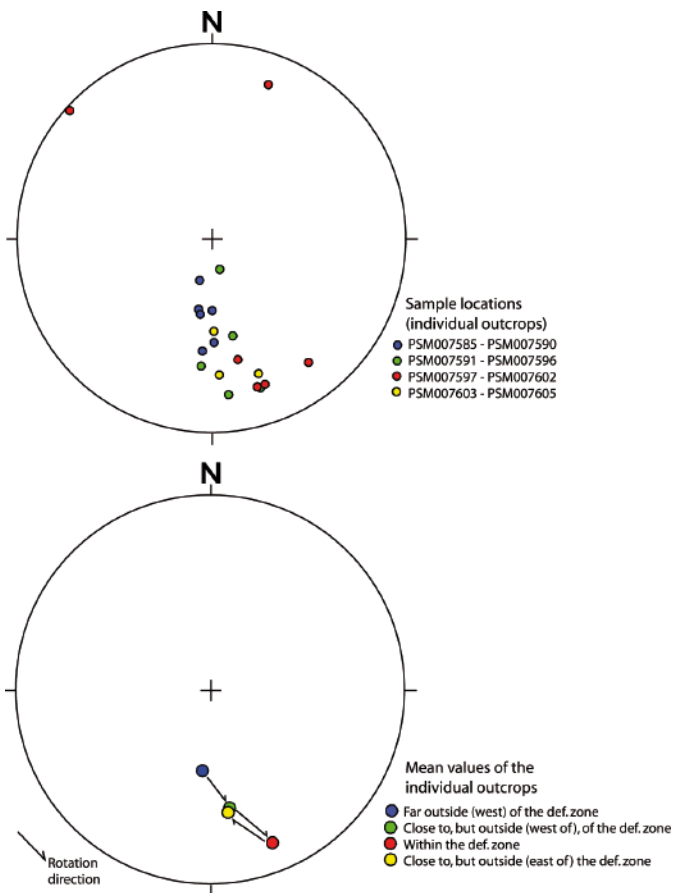 N
Sample locations
(individual outcrops)
PSM007585 - PSM007590
PSM007591 - PSM007596
PSM007597 - PSM007602
PSM007603 - PSM007605
N
Mean values of the
individual outcrops
Far outside (west) of the def. zone
Close to, but outside (west of), of the def. zone
Within the def. zone
Close to, but outside (east of) the def. zone
Rotation
direction